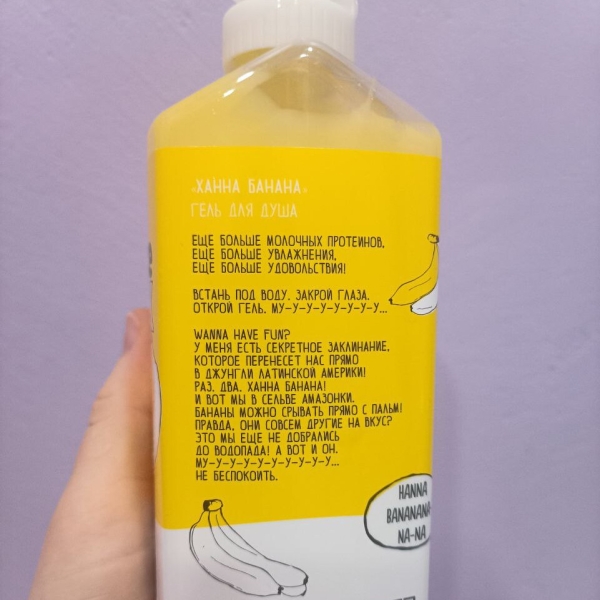 «ХАННА БАНАНА»
ГЕЛЬ ДЛЯ ДУША
ЕЩЕ БОЛЬШЕ МОЛОЧНЫХ ПРОТЕИНОВ,
ЕЩЕ БОЛЬШЕ УВЛАЖНЕНИЯ,
ЕЩЕ БОЛЬШЕ УДОВОЛЬСТВИЯ!
ВСТАНЬ ПОД ВОДУ. ЗАКРОЙ ГЛАЗА.
ОТКРОЙ ГЕЛЬ. МУ-У-У-У-У-У-У-У...
WANNA HAVE FUN?
У МЕНЯ ЕСТЬ СЕКРЕТНОЕ ЗАКЛИНАНИЕ,
КОТОРОЕ ПЕРЕНЕСЕТ НАС ПРЯМО
В ДЖУНГЛИ ЛАТИНСКОЙ АМЕРИКИ!
РАЗ, ДВА, ХАННА БАНАНА!
И ВОТ МЫ В СЕЛЬВЕ АМАЗОНКИ.
БАНАНЫ МОЖНО СРЫВАТЬ ПРЯМО С ПАЛЬМ!
ПРАВДА, ОНИ СОВСЕМ ДРУГИЕ НА ВКУС?
ЭТО МЫ ЕЩЕ НЕ ДОБРАЛИСЬ
ДО ВОДОПАДА! А ВОТ И ОН.
МУ-У-У-У-У-У-У-У-У-У...
НЕ БЕСПОКОИТЬ.
HANNA
BANANANA-
NA-NA